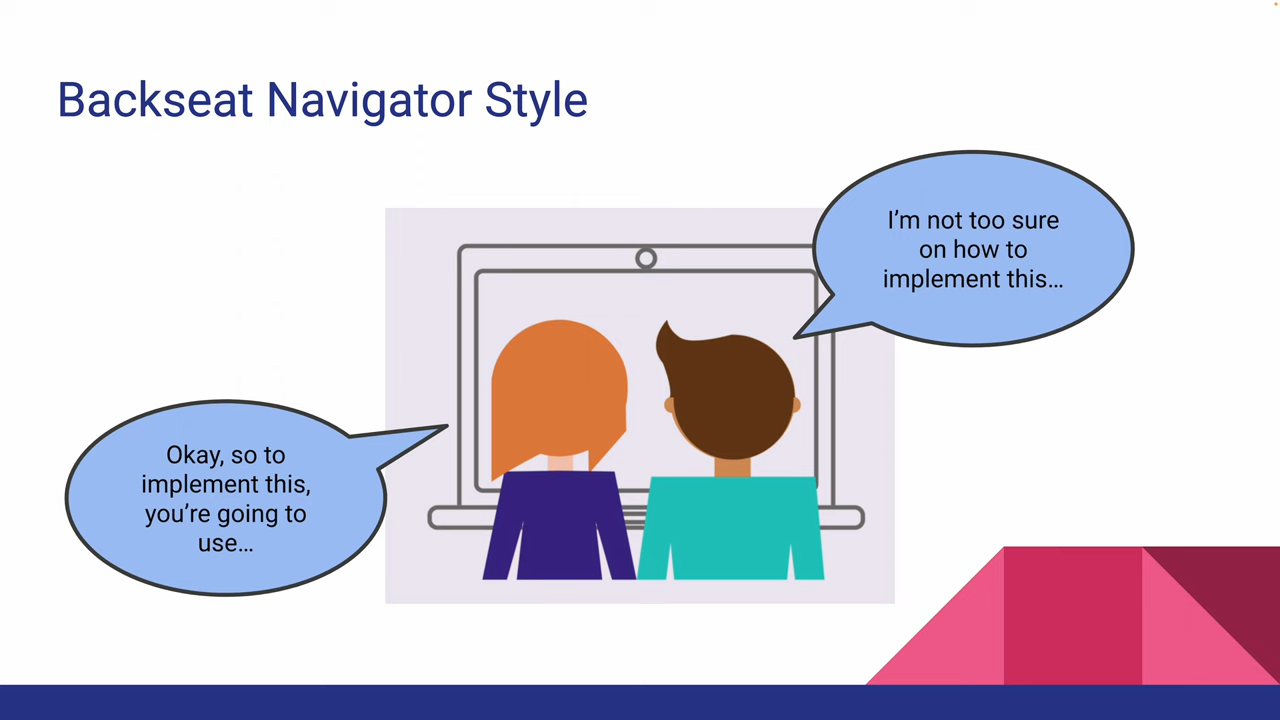 Backseat Navigator Style
I’m not too sure
on how to
implement this…
Okay, so to
implement this,
you’re going to
use…